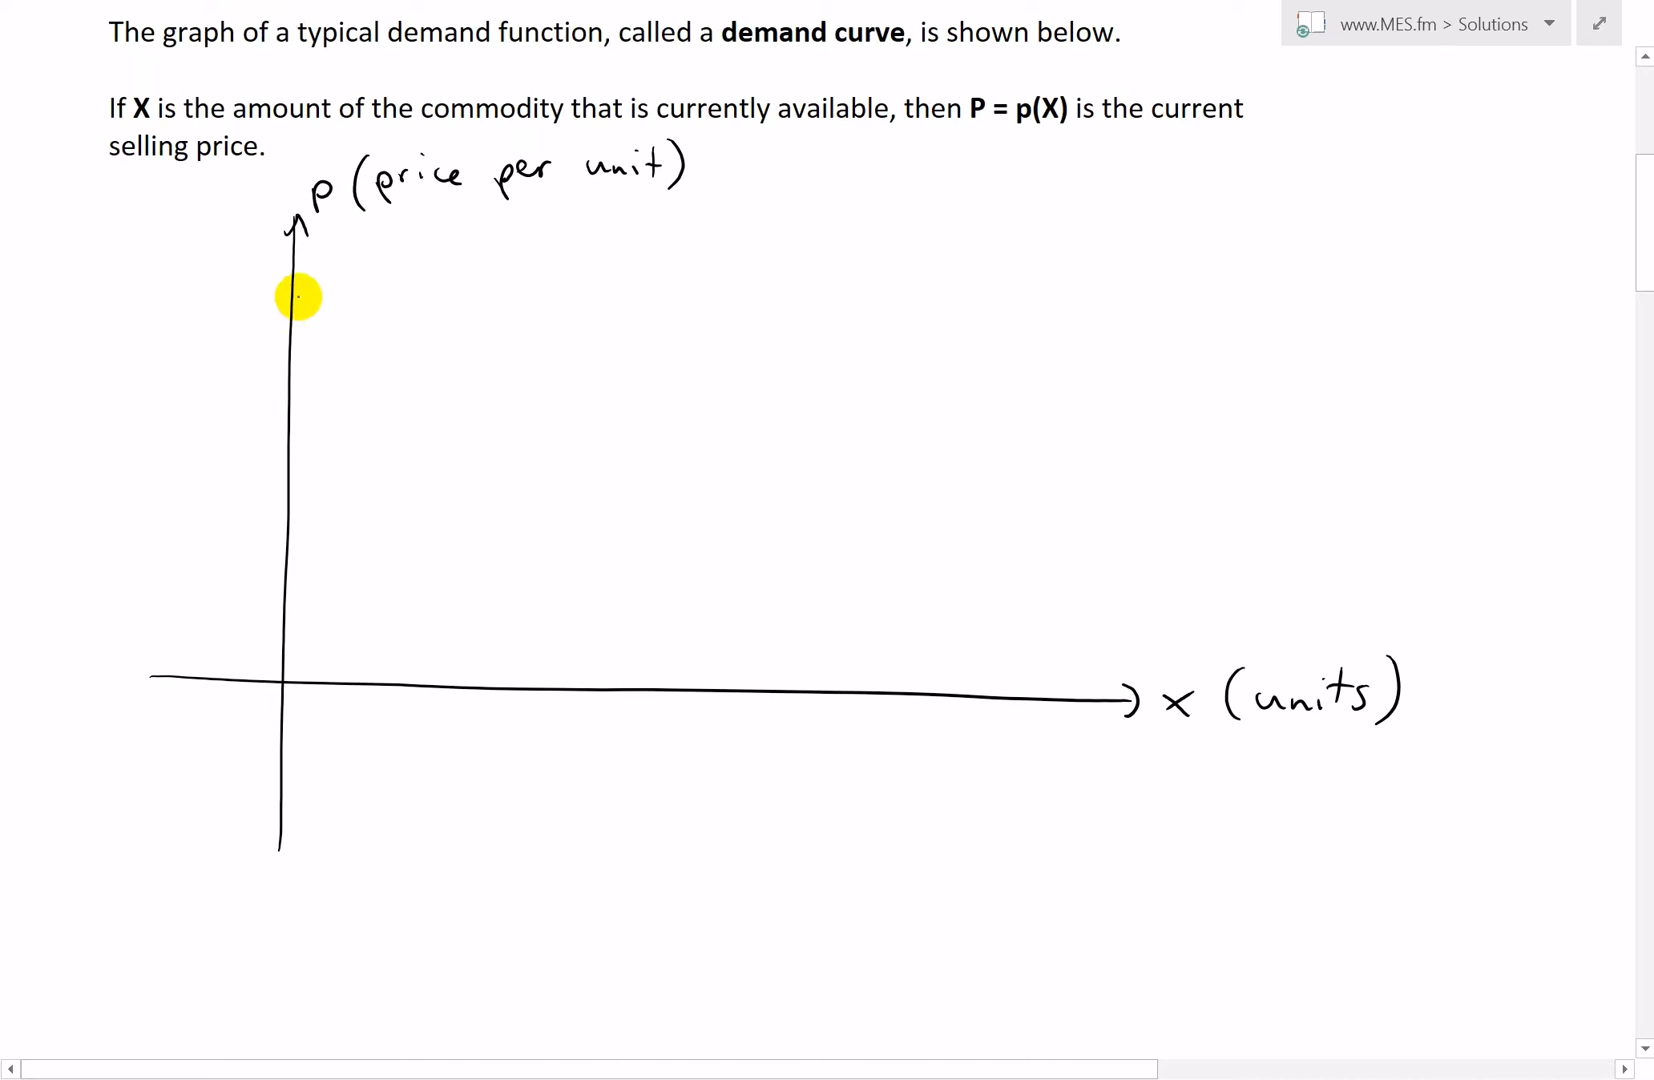 The graph of a typical demand function, called a demand curve, is shown below.
www.MES.fm > Solutions
If X is the amount of the commodity that is currently available, then P = p(X) is the current
selling price.
P (price per unit)
x (units)